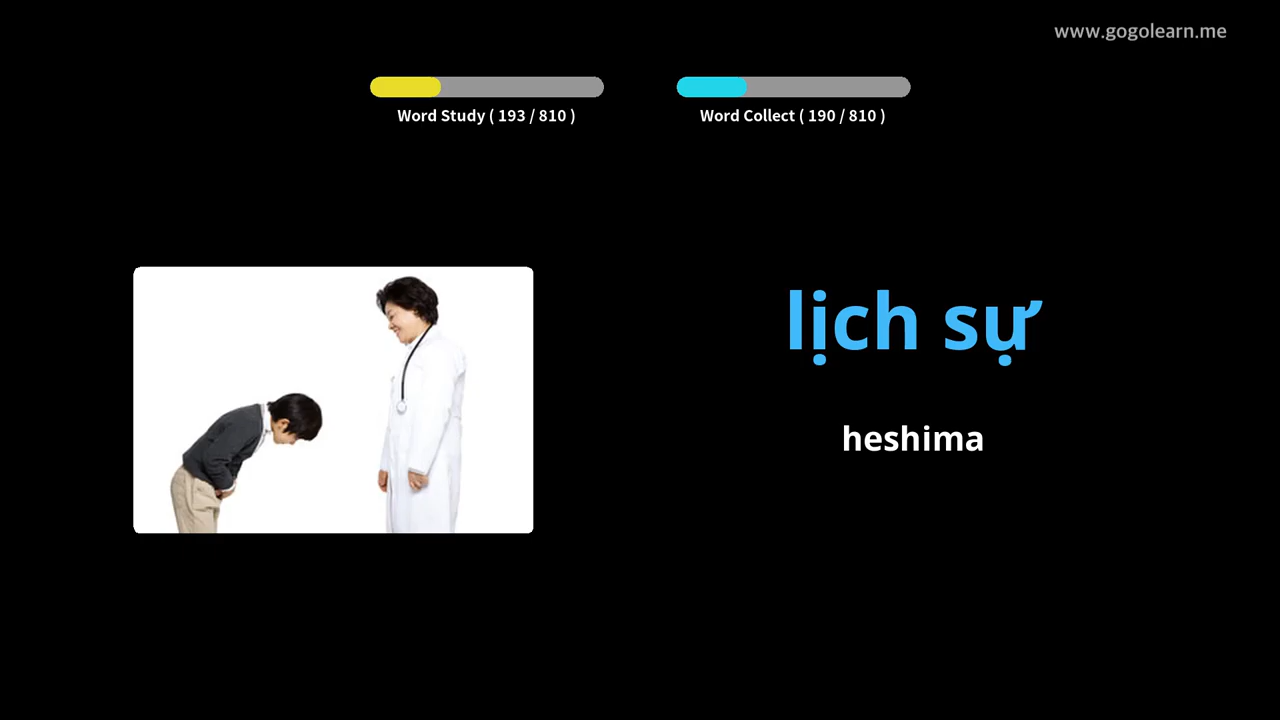 www.gogolearn.me
Word Study ( 193 / 810 )
Word Collect ( 190 / 810 )
lịch sự
heshima